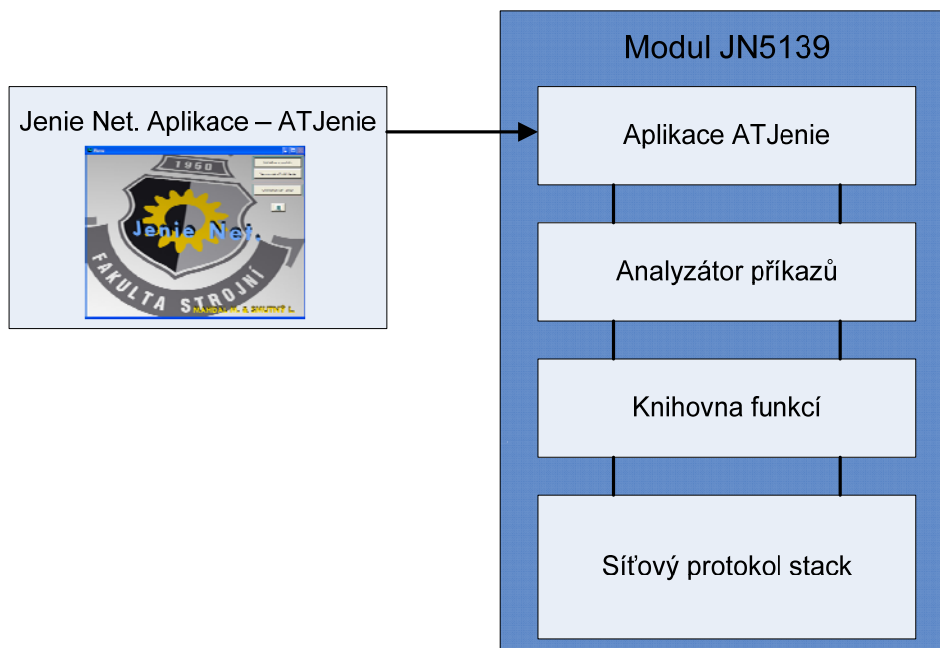 Modul JN5139
Jenie Net. Aplikace – ATJenie
1950
Jenie Net.
FAKULTA STROJNÍ
Aplikace ATJenie
Analyzátor příkazů
Knihovna funkcí
Síťový protokol stack